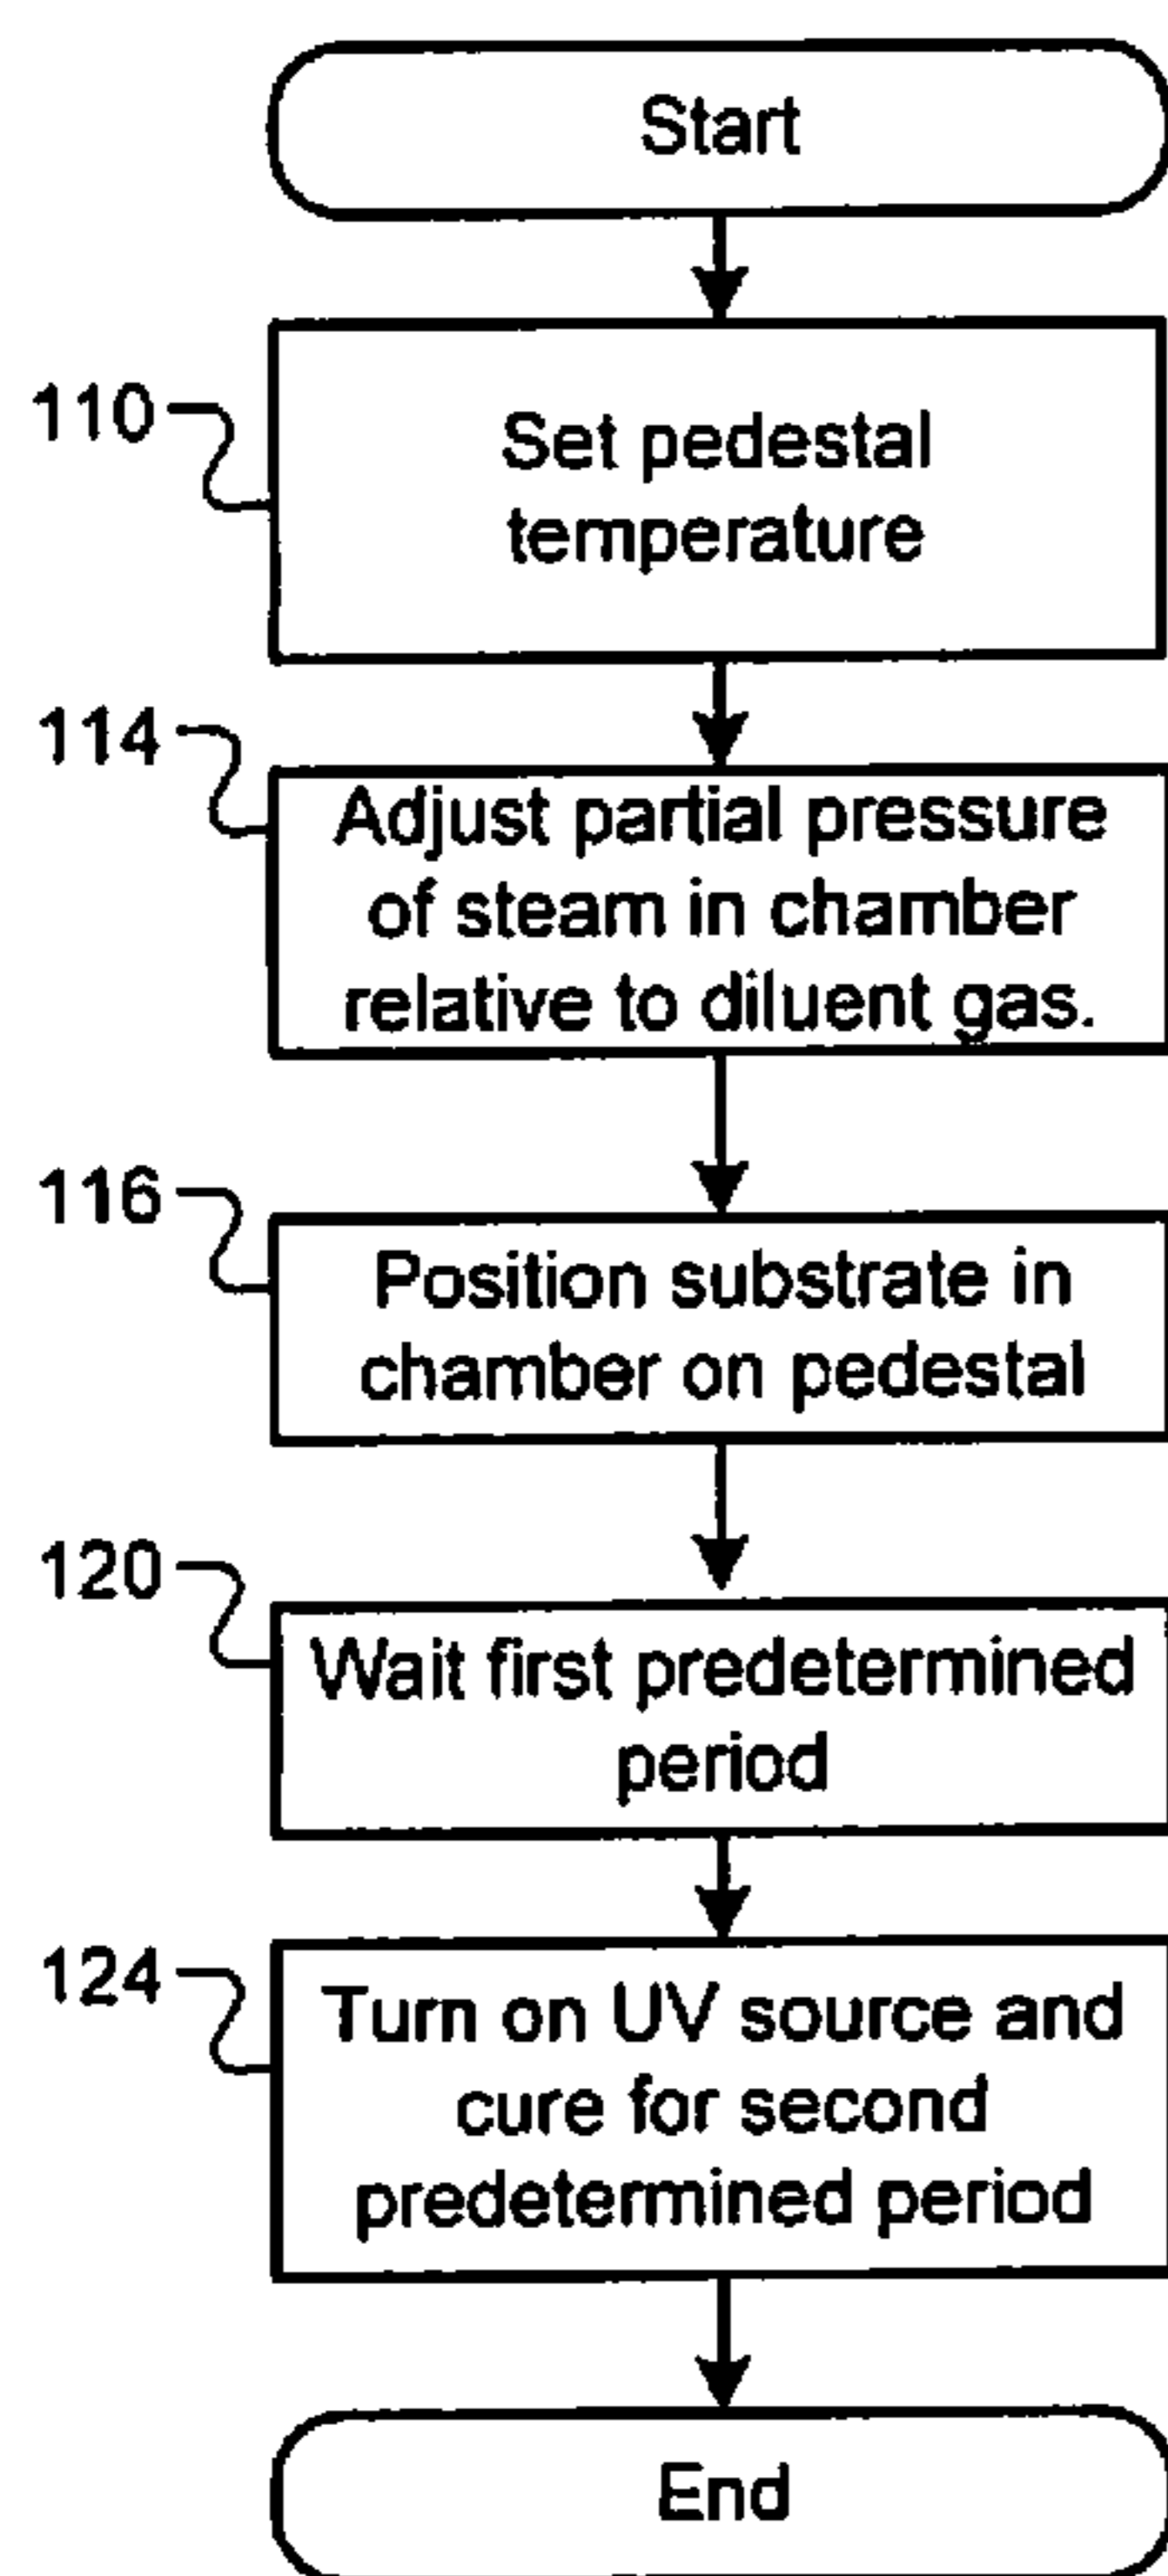 Start
110
Set pedestal
temperature
114
Adjust partial pressure
of steam in chamber
relative to diluent gas.
116
Position substrate in
chamber on pedestal
120
Wait first predetermined
period
124
Turn on UV source and
cure for second
predetermined period
End